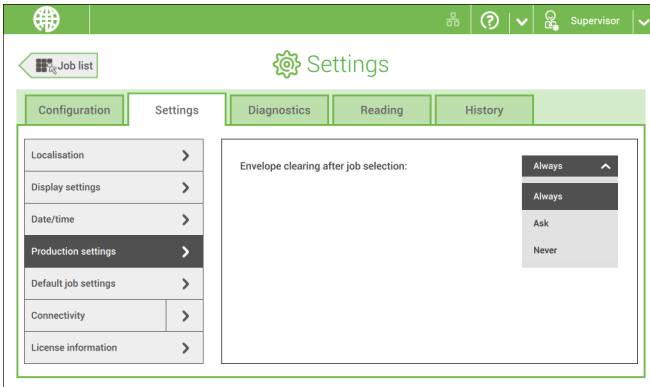 Supervisor
Job list
Settings
Configuration
Settings
Diagnostics
Reading
History
Localisation
Display settings
Date/time
Production settings
Default job settings
Connectivity
License information
Envelope clearing after job selection:
Always
Always
Ask
Never